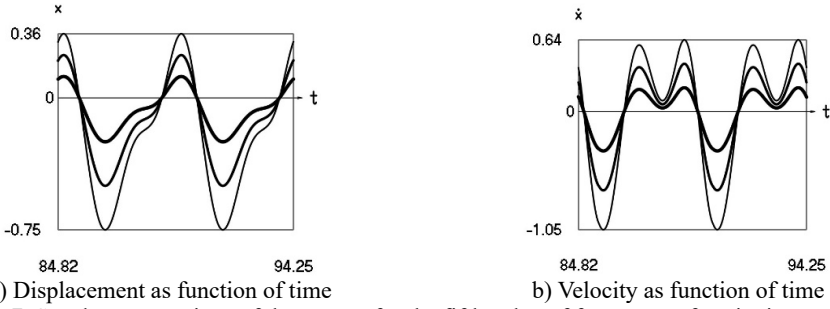 x
0.36
0
t
-0.75
84.82
94.25
) Displacement as function of time
ẋ
0.64
0
t
-1.05
84.82
94.25
b) Velocity as function of time